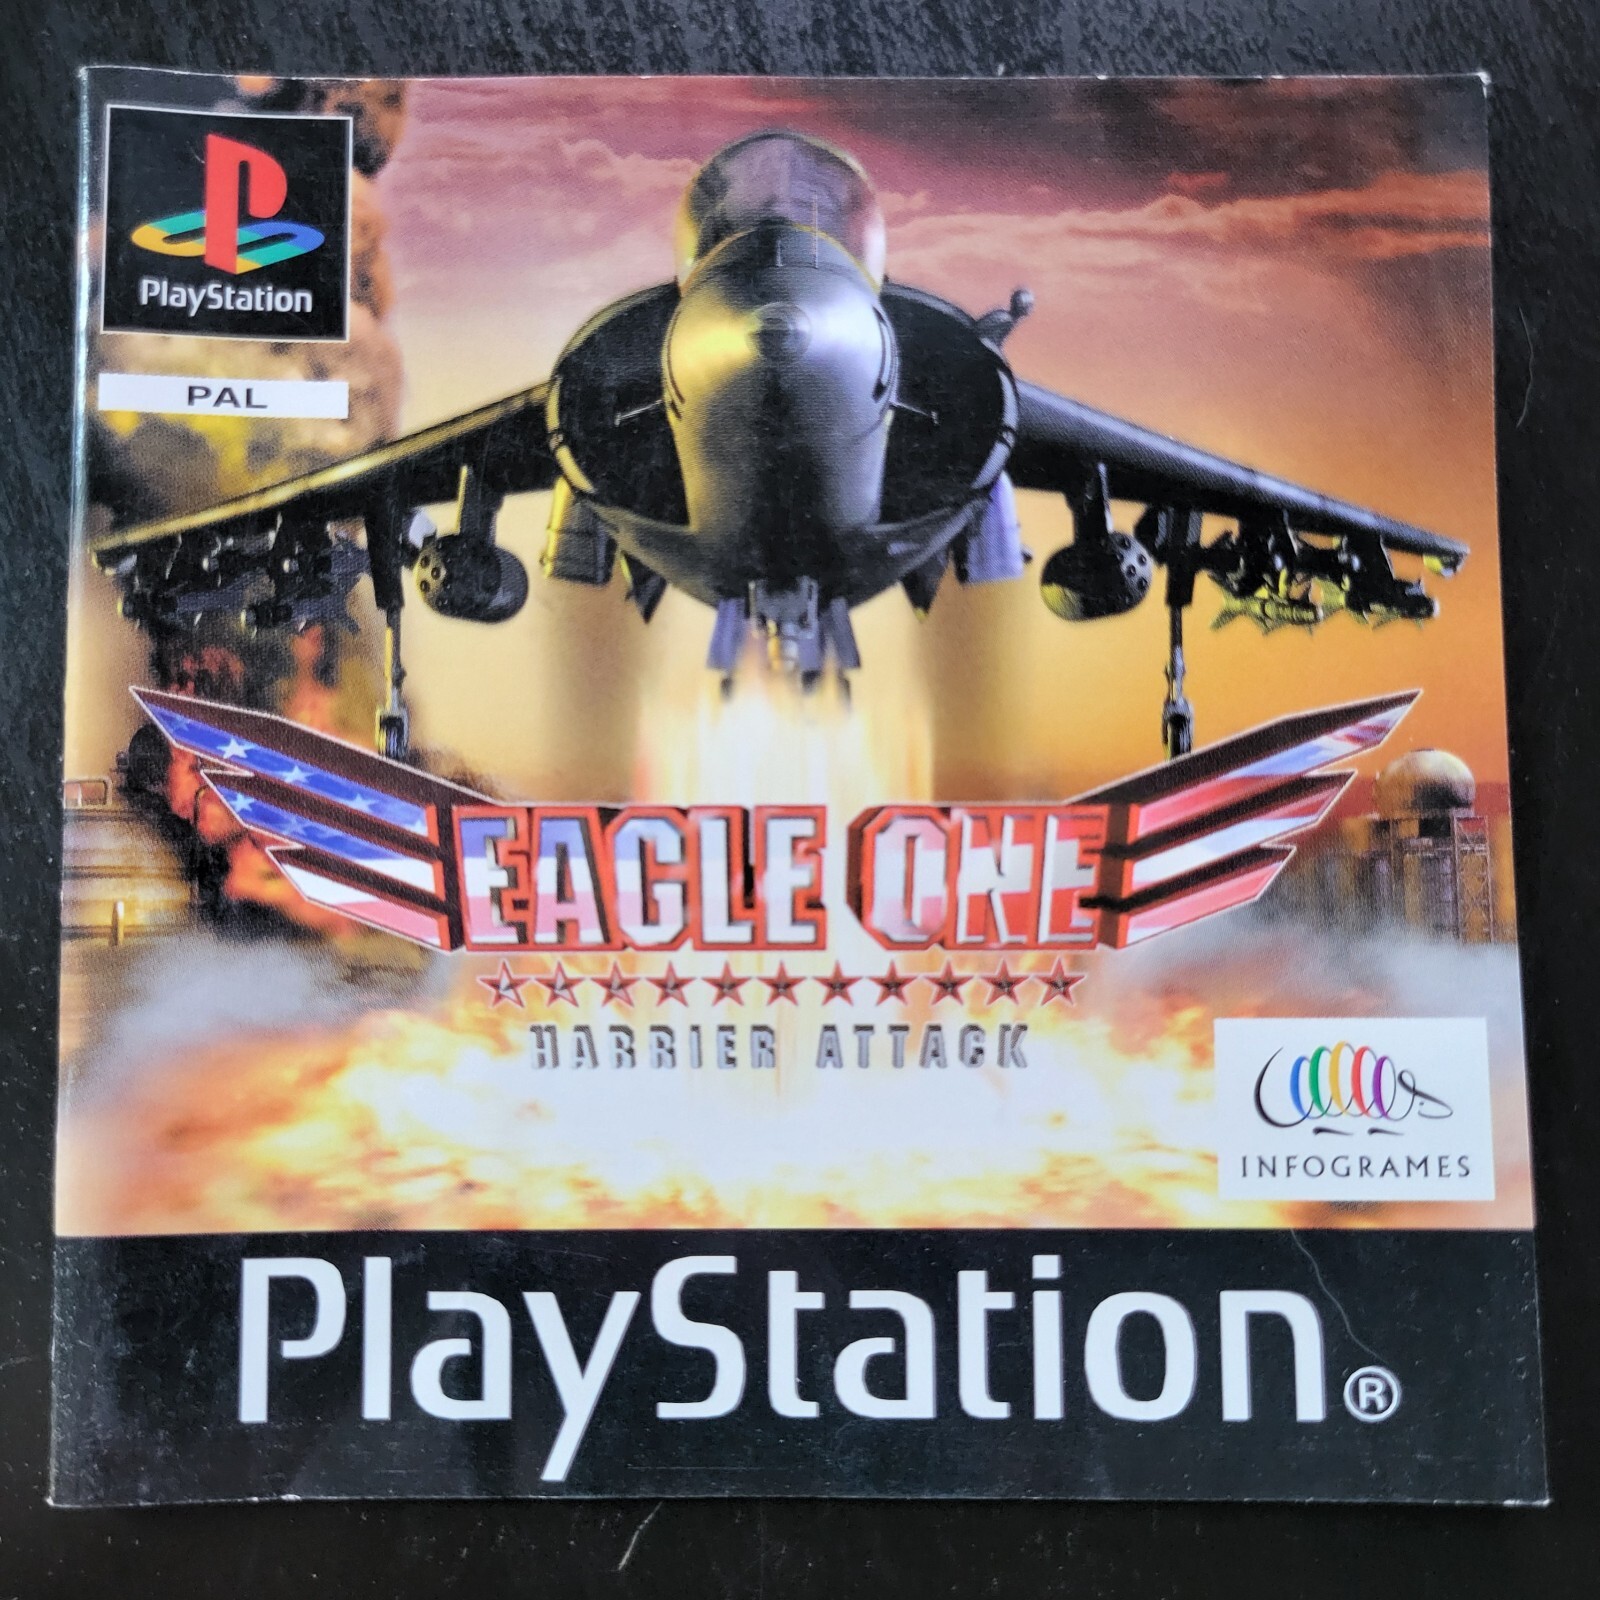 PlayStation
PAL
EAGLE ONE
HARRIER ATTACK
INFOGRAMES
PlayStation®